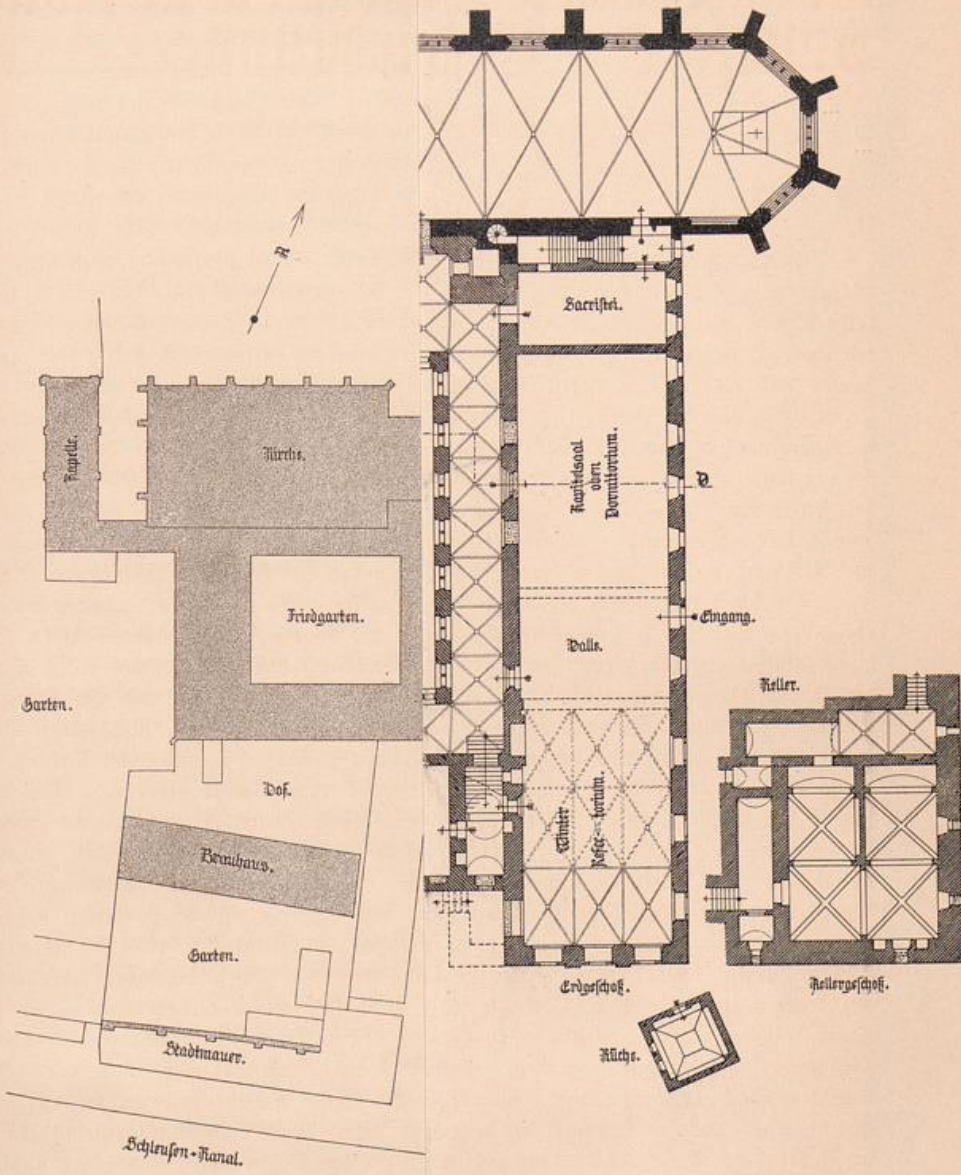 N
Sacristei.
Kapelle.
Kirche.
Kapitelsaal
oben
Dormitorium.
D
Friedgarten.
Eingang.
Halle.
Keller.
Garten.
Hof.
Winter
Refec-torium.
Brauhaus.
Garten.
Erdgeschoß.
Kellergeschoß.
Küche.
Stadtmauer.
Schleusen-Kanal.